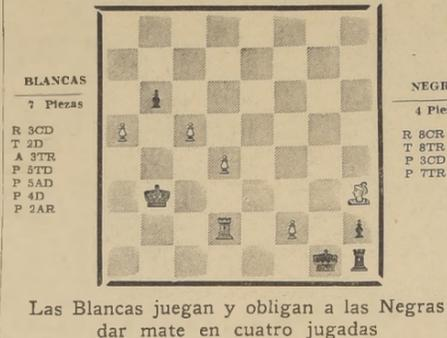 BLANCAS
7 Piezas
R 3CD
T 2D
A 3TR
P 5TD
P 5AD
P 4D
P 2AR
NEGR
4 Pie
R 8CR
T 8TR
P 3CD
P 7TR
Las Blancas juegan y obligan a las Negras
dar mate en cuatro jugadas